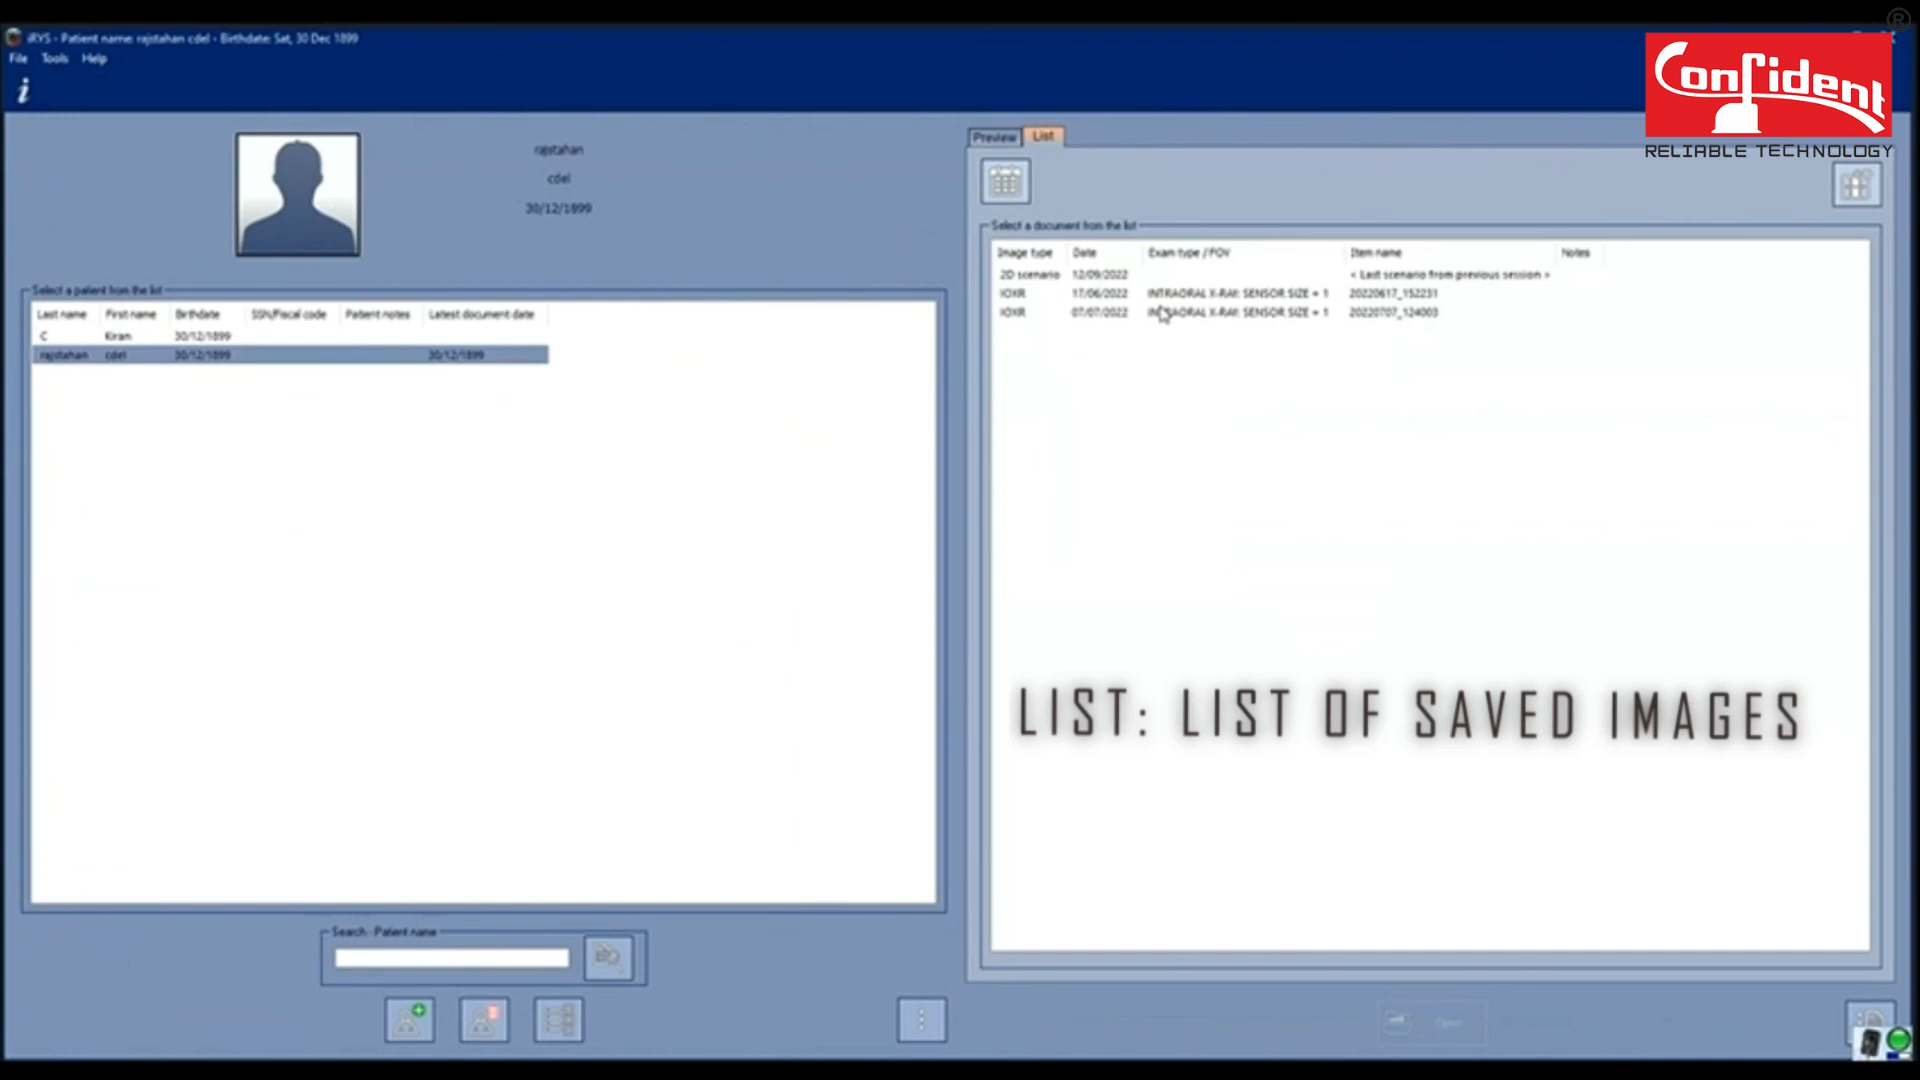 iRYS - Patient name: rajstahan cdel - Birthdate: Sat, 30 Dec 1899
File Tools Help
i
Confident
RELIABLE TECHNOLOGY
®
rajstahan
cdel
30/12/1899
Select a patient from the list
Last name First name Birthdate SSN/Fiscal code Patient notes Latest document date
C Kiran 30/12/1899
rajstahan cdel 30/12/1899 30/12/1899
Search - Patient name
Preview List
Select a document from the list
Image type Date Exam type / FOV Item name Notes
2D scenario 12/09/2022 < Last scenario from previous session >
IOXR 17/06/2022 INTRAORAL X-RAY: SENSOR SIZE = 1 20220617_152231
IOXR 07/07/2022 INTRAORAL X-RAY: SENSOR SIZE = 1 20220707_124003
LIST: LIST OF SAVED IMAGES
Open